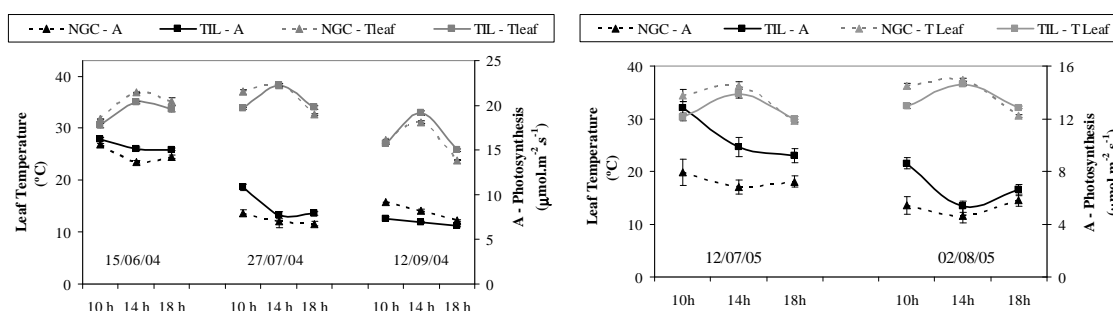 NGC - A TIL - A NGC - Tleaf TIL - Tleaf
Leaf Temperature
(ºC)
40
30
20
10
0
25
20
15
10
5
0
A - Photosynthesis
(µmol.m-2.s-1)
15/06/04 27/07/04 12/09/04
10 h 14 h 18 h 10 h 14 h 18 h 10 h 14 h 18 h
NGC - A TIL - A NGC - T Leaf TIL - T Leaf
Leaf Temperature
(ºC)
40
30
20
10
0
16
12
8
4
0
A - Photosynthesis
(µmol.m-2.s-1)
12/07/05 02/08/05
10h 14h 18h 10h 14h 18h